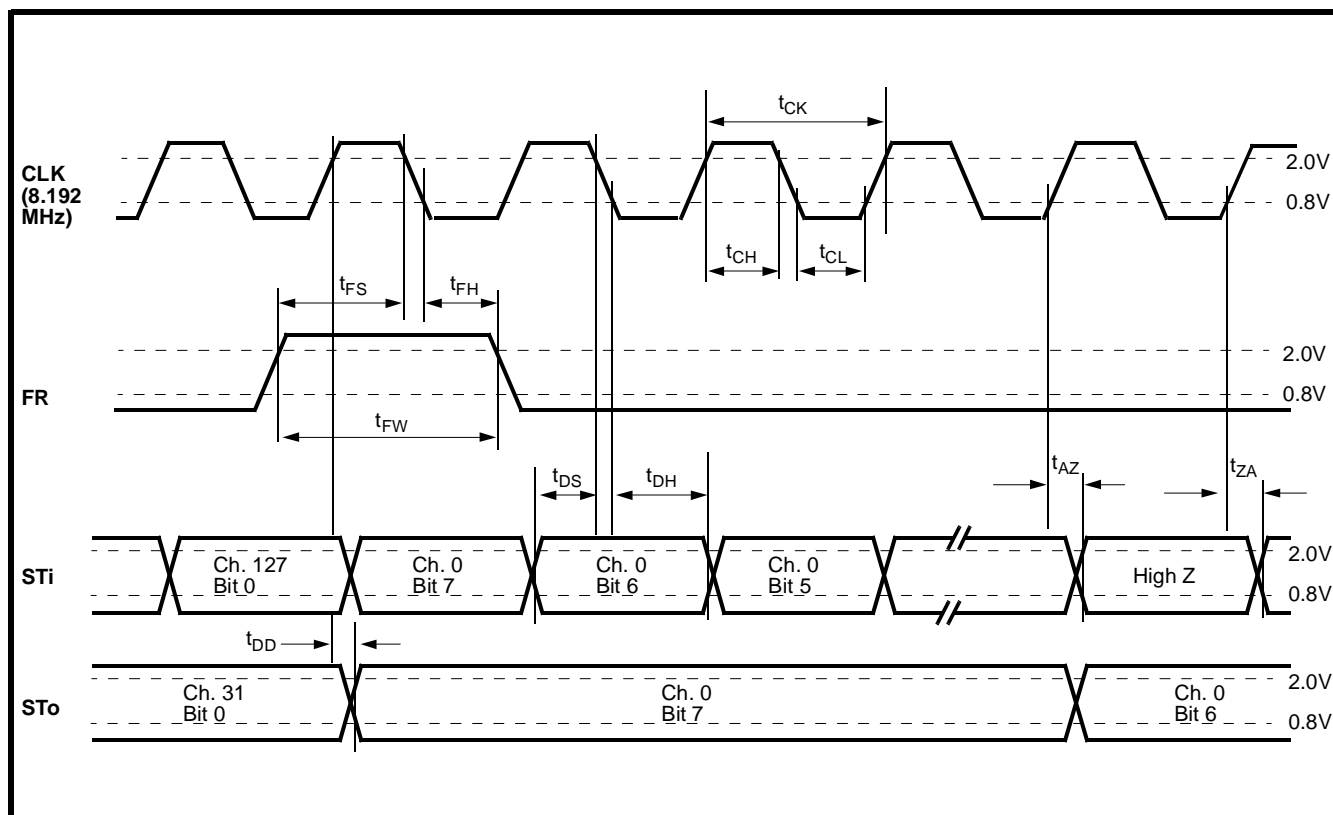 tCK
CLK
(8.192
MHz)
2.0V
0.8V
tCH
tCL
tFS
tFH
2.0V
0.8V
FR
tFW
tDS
tDH
tAZ
tZA
STi
Ch. 127
Bit 0
Ch. 0
Bit 7
Ch. 0
Bit 6
Ch. 0
Bit 5
High Z
2.0V
0.8V
tDD
STo
Ch. 31
Bit 0
Ch. 0
Bit 7
Ch. 0
Bit 6
2.0V
0.8V